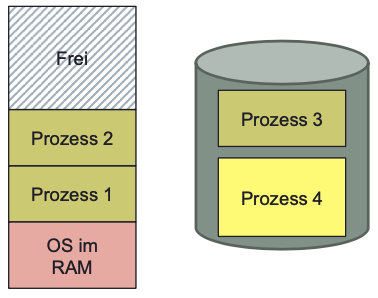 Frei
Prozess 2
Prozess 1
OS im
RAM
Prozess 3
Prozess 4